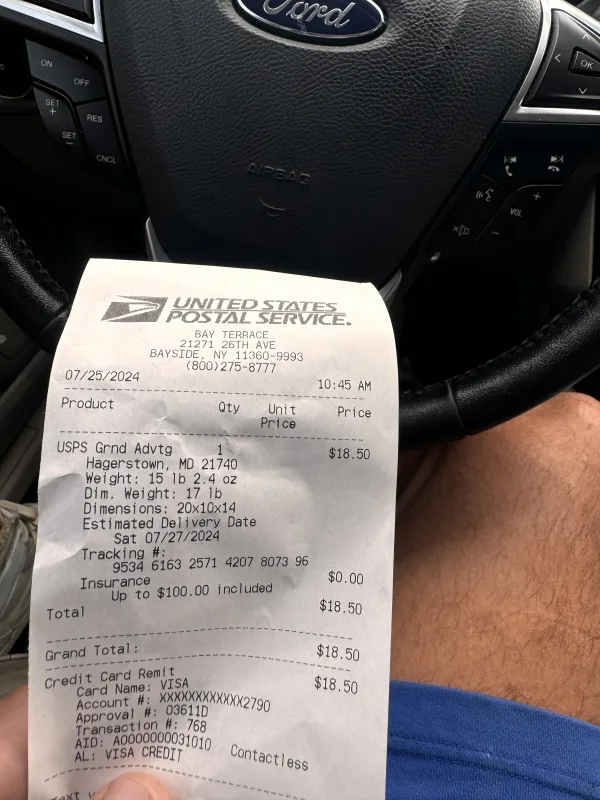 Ford
ON
OFF
SET
+
RES
SET
-
CNCL
OK
AIRBAG
+
VOL
-
UNITED STATES
POSTAL SERVICE®
BAY TERRACE
21271 26TH AVE
BAYSIDE, NY 11360-9993
(800)275-8777
07/25/2024 10:45 AM
Product Qty Unit Price
Price
USPS Grnd Advtg 1 $18.50
Hagerstown, MD 21740
Weight: 15 lb 2.4 oz
Dim. Weight: 17 lb
Dimensions: 20x10x14
Estimated Delivery Date
Sat 07/27/2024
Tracking #:
9534 6163 2571 4207 8073 96
Insurance $0.00
Up to $100.00 included
Total $18.50
Grand Total: $18.50
Credit Card Remit $18.50
Card Name: VISA
Account #: XXXXXXXXXXXX2790
Approval #: 03611D
Transaction #: 768
AID: A0000000031010 Contactless
AL: VISA CREDIT
Text